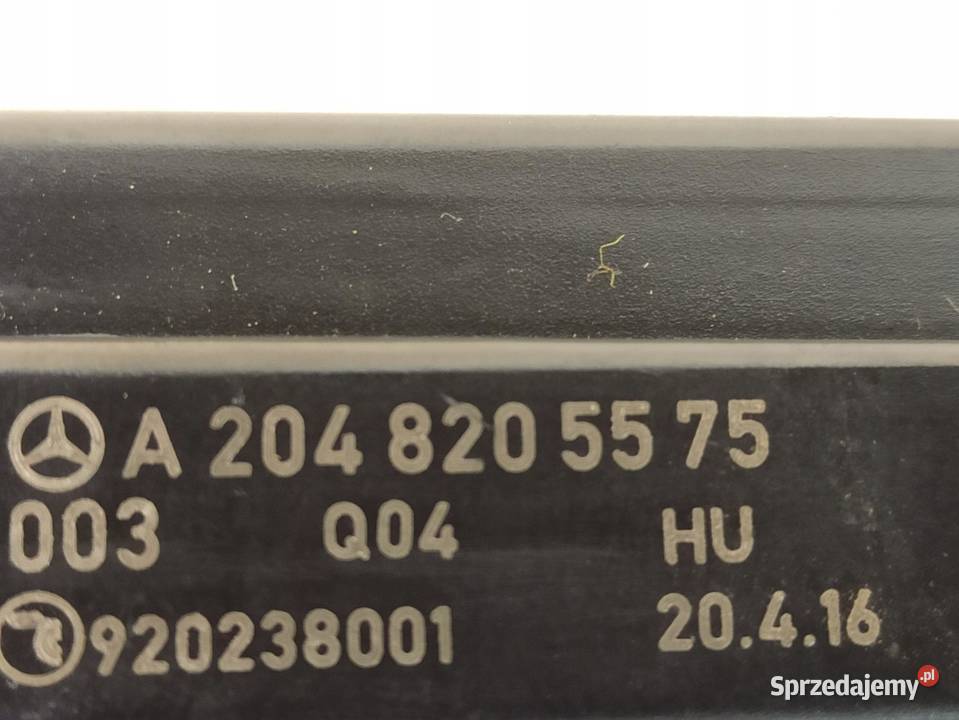 A 204 820 55 75
003 Q04 HU
920238001 20.4.16
Sprzedajemy.pl